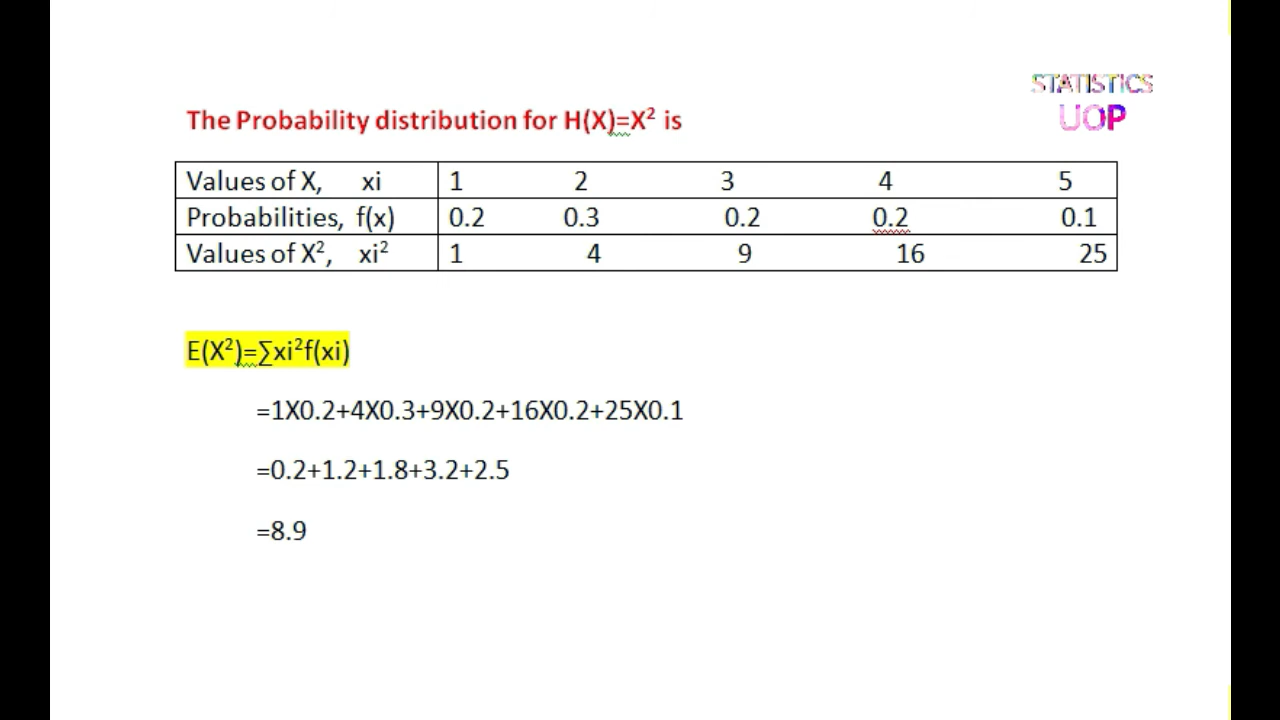 STATISTICS
UOP
The Probability distribution for H(X)=X² is
Values of X, xi 1 2 3 4 5
Probabilities, f(x) 0.2 0.3 0.2 0.2 0.1
Values of X², xi² 1 4 9 16 25
E(X²)=∑xi²f(xi)
=1X0.2+4X0.3+9X0.2+16X0.2+25X0.1
=0.2+1.2+1.8+3.2+2.5
=8.9